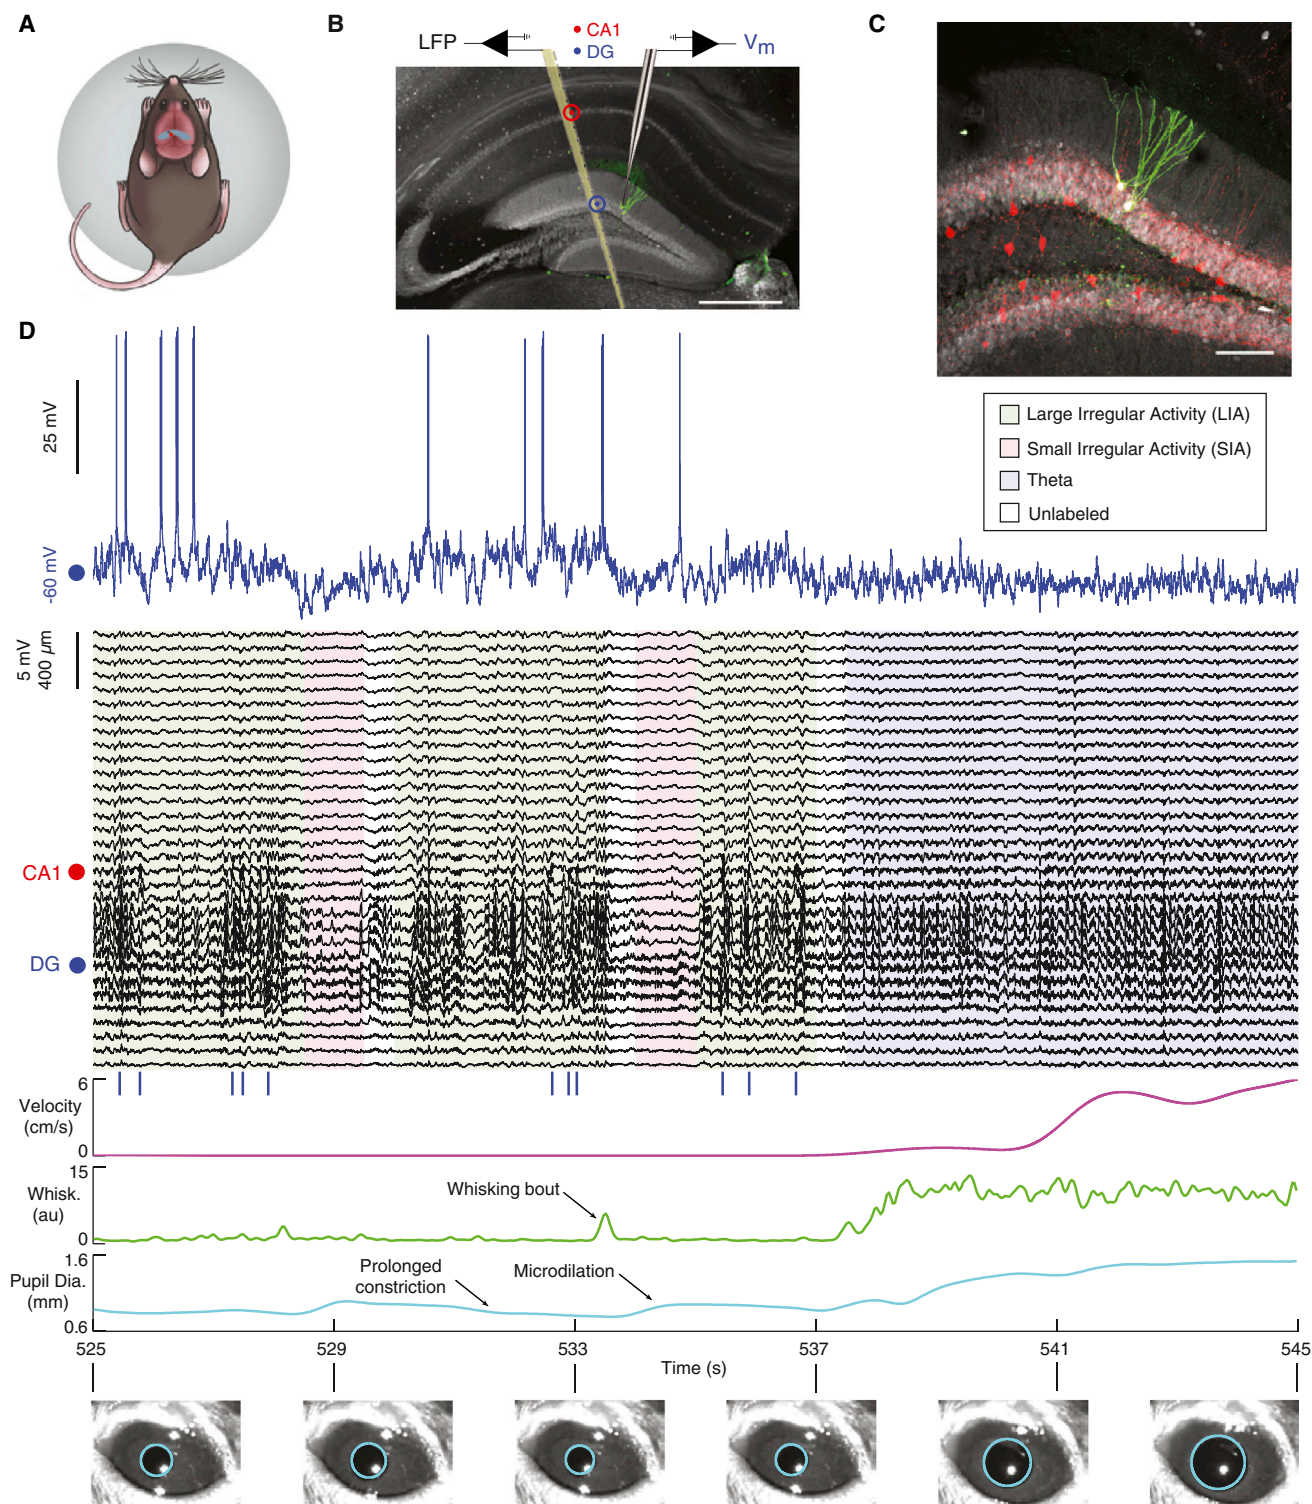 A
B
C
LFP
CA1
DG
Vm
D
25 mV
-60 mV
Large Irregular Activity (LIA)
Small Irregular Activity (SIA)
Theta
Unlabeled
5 mV
400 µm
CA1
DG
6
Velocity
(cm/s)
0
15
Whisk.
(au)
0
Whisking bout
1.6
Pupil Dia.
(mm)
0.6
Prolonged
constriction
Microdilation
525
529
533
537
541
545
Time (s)